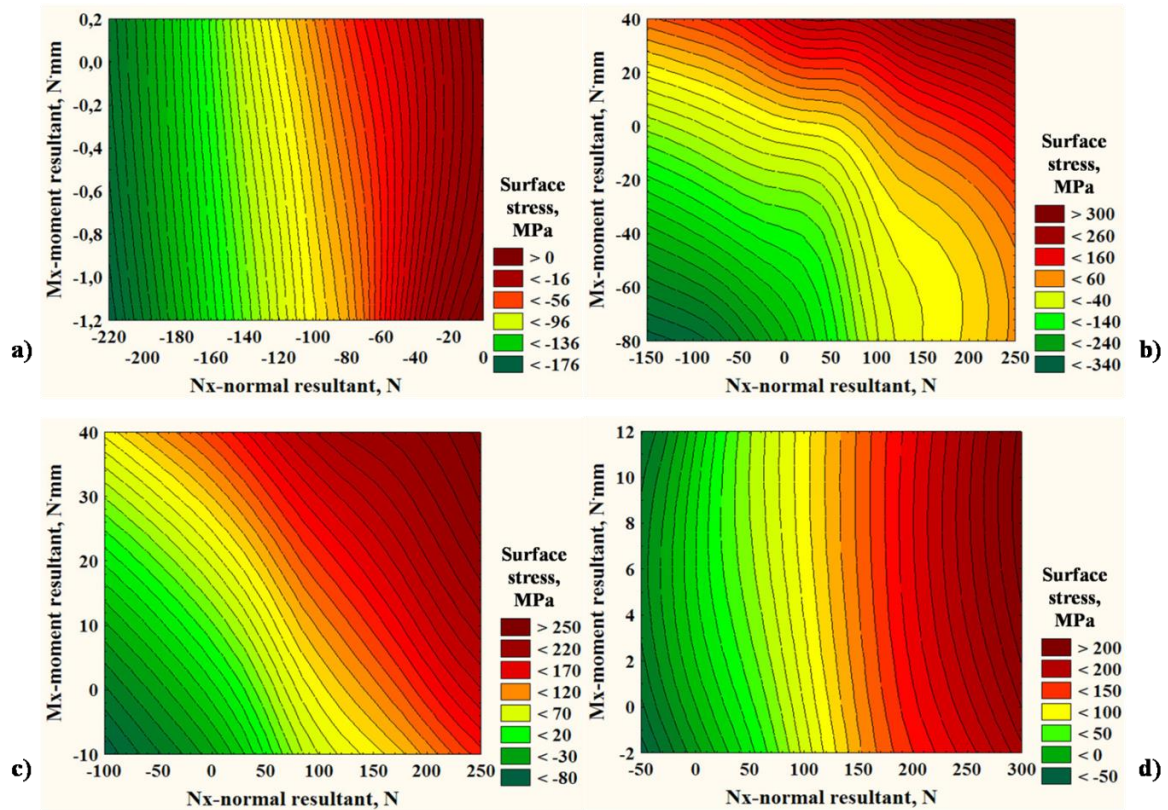 0,2
0,0
-0,2
-0,4
-0,6
-0,8
-1,0
-1,2
Mx-moment resultant, N·mm
-220 -180 -140 -100 -60 -20
-200 -160 -120 -80 -40 0
Nx-normal resultant, N
Surface
stress,
MPa
> 0
< -16
< -56
< -96
< -136
< -176
a)
40
20
0
-20
-40
-60
-80
Mx-moment resultant, N·mm
-150 -100 -50 0 50 100 150 200 250
Nx-normal resultant, N
Surface
stress,
MPa
> 300
< 260
< 160
< 60
< -40
< -140
< -240
< -340
b)
40
30
20
10
0
-10
Mx-moment resultant, N·mm
-100 -50 0 50 100 150 200 250
Nx-normal resultant, N
Surface
stress,
MPa
> 250
< 220
< 170
< 120
< 70
< 20
< -30
< -80
c)
12
10
8
6
4
2
0
-2
Mx-moment resultant, N·mm
-50 0 50 100 150 200 250 300
Nx-normal resultant, N
Surface
stress,
MPa
> 200
< 200
< 150
< 100
< 50
< 0
< -50
d)